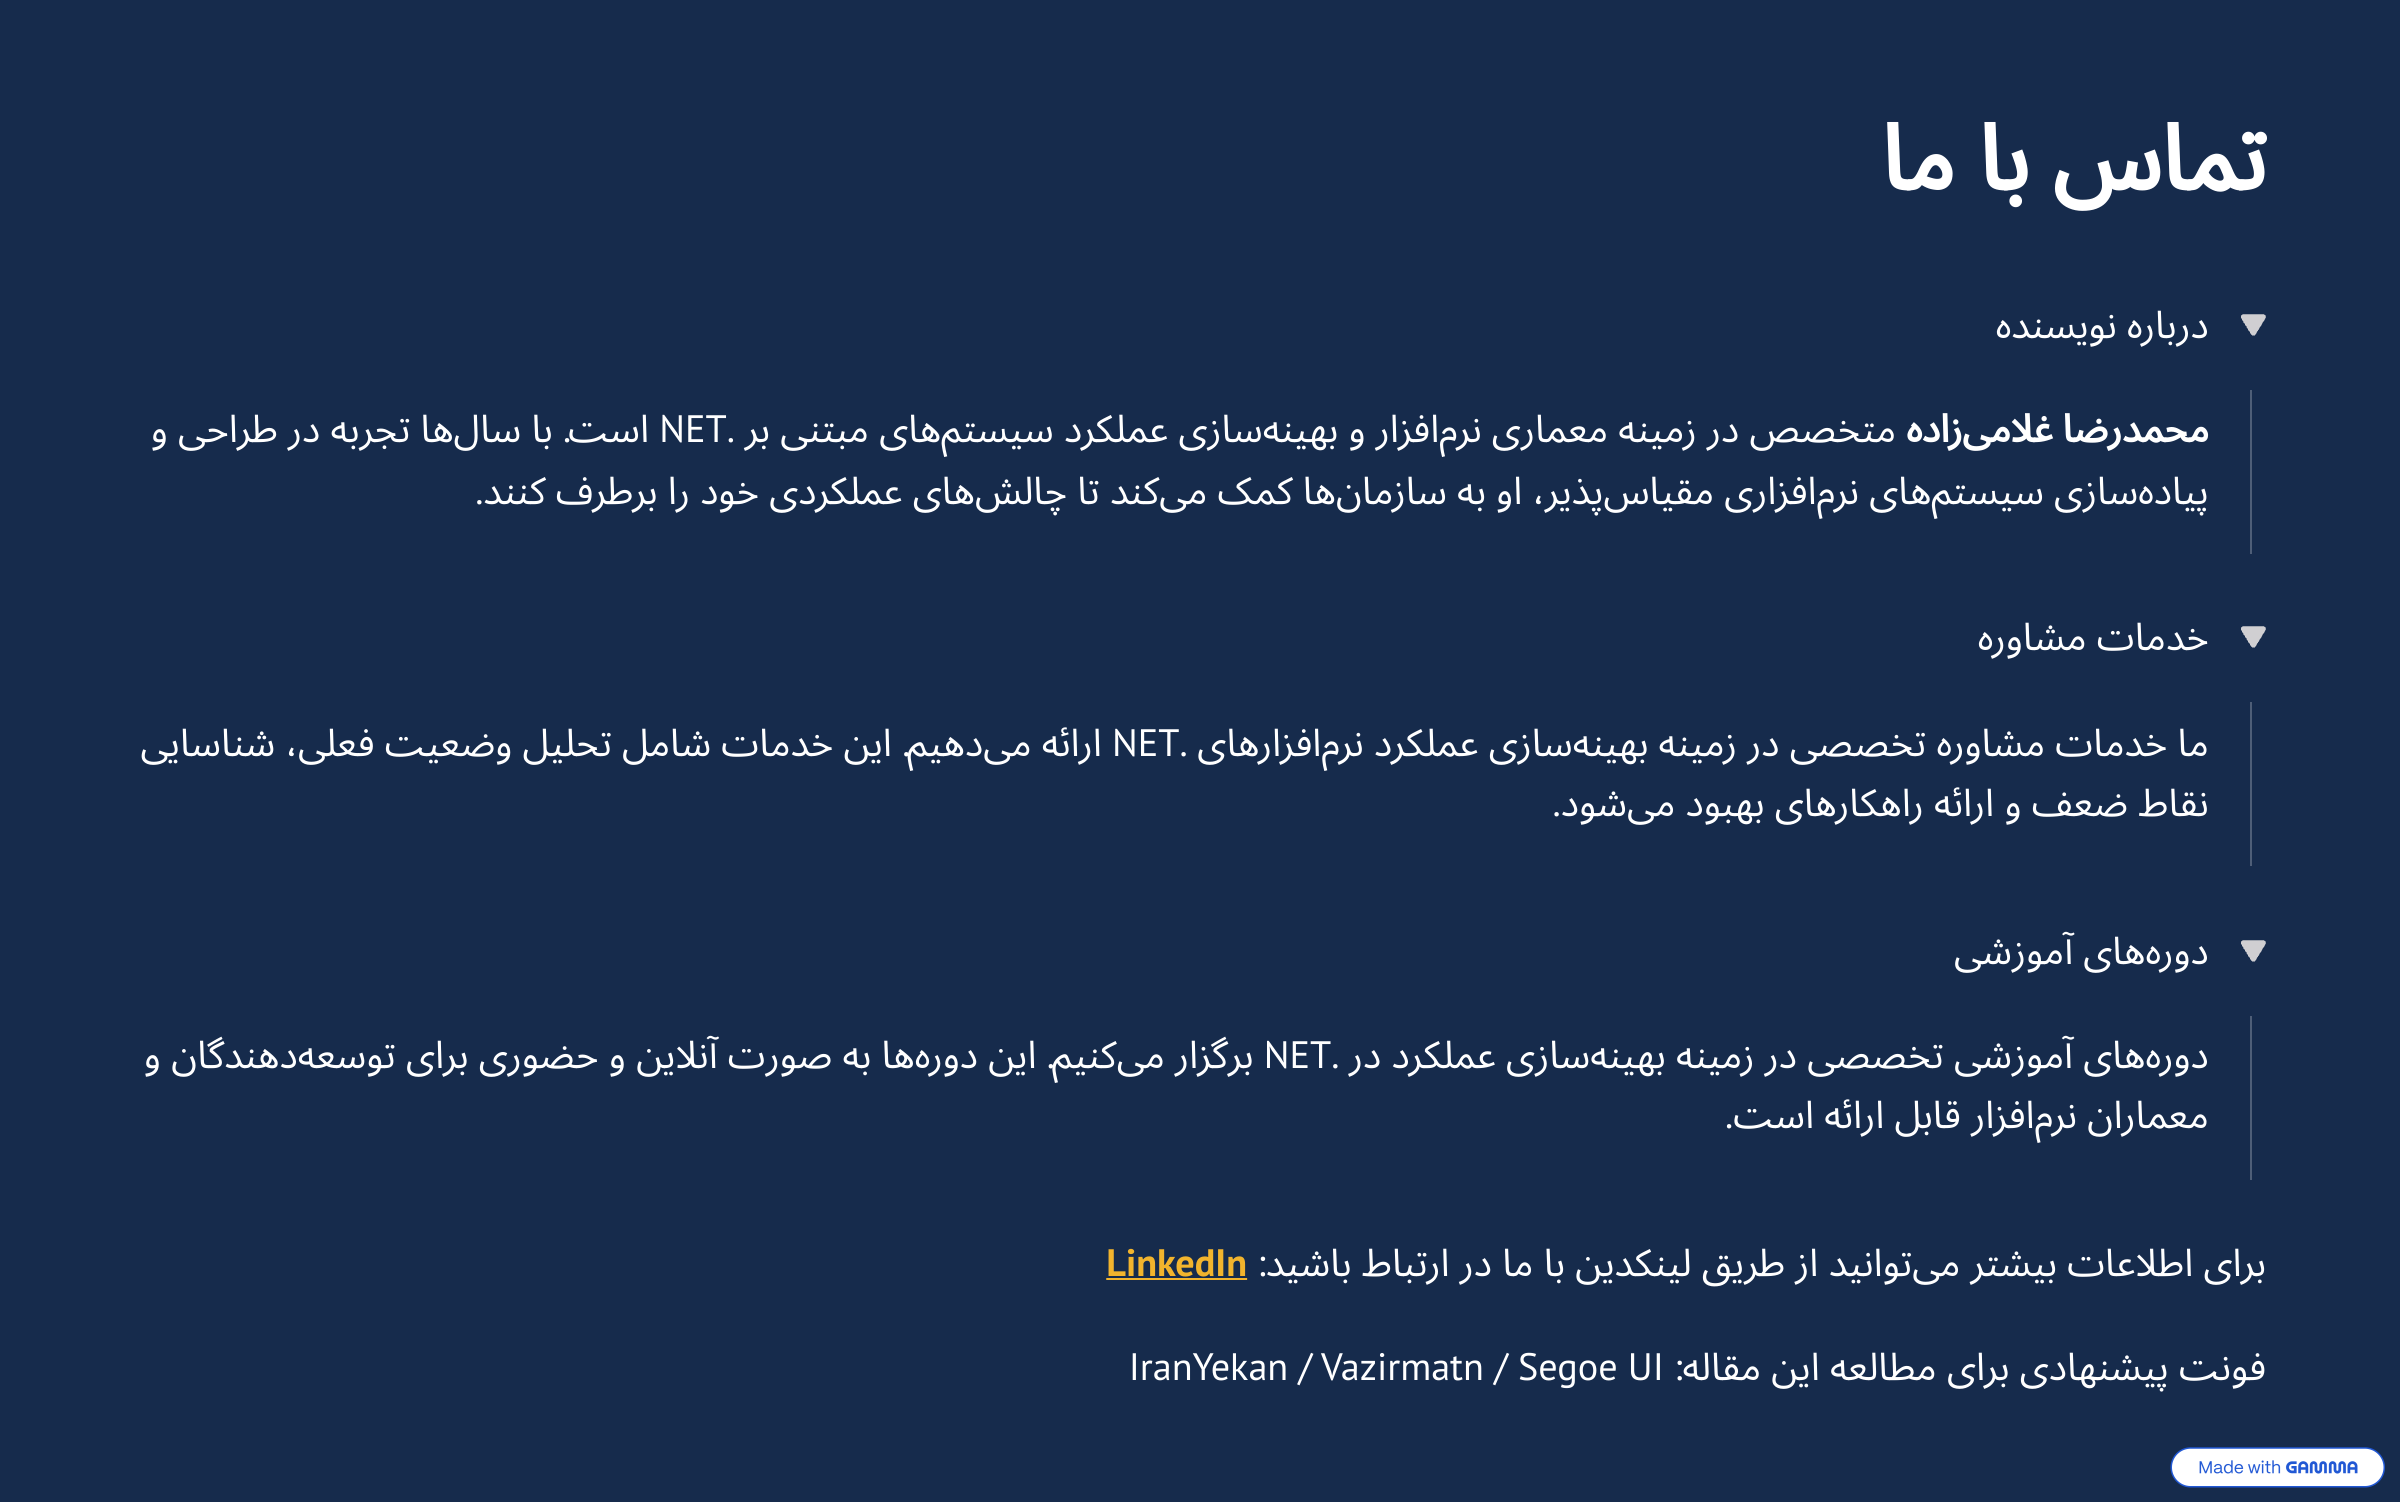 تماس با ما
درباره نویسنده
محمدرضا غلامی‌زاده متخصص در زمینه معماری نرم‌افزار و بهینه‌سازی عملکرد سیستم‌های مبتنی بر .NET است. با سال‌ها تجربه در طراحی و
پیاده‌سازی سیستم‌های نرم‌افزاری مقیاس‌پذیر، او به سازمان‌ها کمک می‌کند تا چالش‌های عملکردی خود را برطرف کنند.
خدمات مشاوره
ما خدمات مشاوره تخصصی در زمینه بهینه‌سازی عملکرد نرم‌افزارهای .NET ارائه می‌دهیم. این خدمات شامل تحلیل وضعیت فعلی، شناسایی
نقاط ضعف و ارائه راهکارهای بهبود می‌شود.
دوره‌های آموزشی
دوره‌های آموزشی تخصصی در زمینه بهینه‌سازی عملکرد در .NET برگزار می‌کنیم. این دوره‌ها به صورت آنلاین و حضوری برای توسعه‌دهندگان و
معماران نرم‌افزار قابل ارائه است.
برای اطلاعات بیشتر می‌توانید از طریق لینکدین با ما در ارتباط باشید: LinkedIn
فونت پیشنهادی برای مطالعه این مقاله: IranYekan / Vazirmatn / Segoe UI
Made with GAMMA